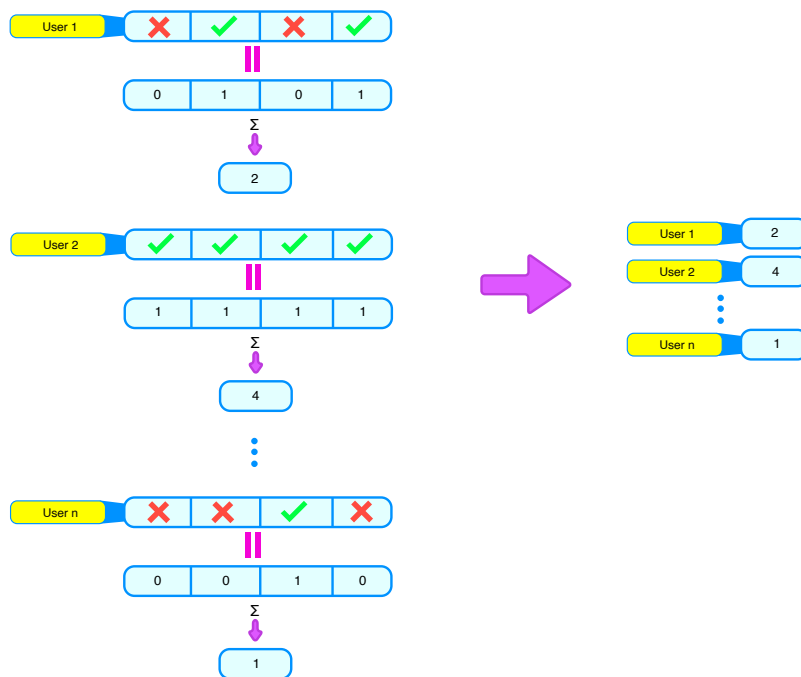 User 1
0 1 0 1
Σ
2
User 2
1 1 1 1
Σ
4
User n
0 0 1 0
Σ
1
User 1 2
User 2 4
User n 1